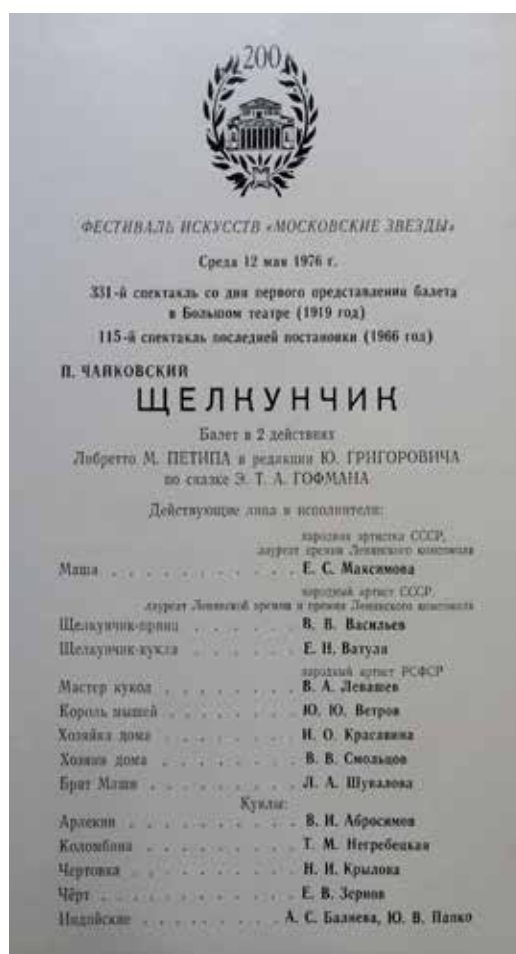 200
ФЕСТИВАЛЬ ИСКУССТВ «МОСКОВСКИЕ ЗВЕЗДЫ»
Среда 12 мая 1976 г.
331-й спектакль со дня первого представления балета
в Большом театре (1919 год)
115-й спектакль последней постановки (1966 год)
П. ЧАЙКОВСКИЙ
ЩЕЛКУНЧИК
Балет в 2 действиях
Либретто М. ПЕТИПА в редакции Ю. ГРИГОРОВИЧА
по сказке Э. Т. А. ГОФМАНА
Действующие лица и исполнители:
народная артистка СССР,
лауреат премии Ленинского комсомола
Маша . . . . . . . . . . . Е. С. Максимова
народный артист СССР,
лауреат Ленинской премии и премии Ленинского комсомола
Щелкунчик-принц . . . . . . В. В. Васильев
Щелкунчик-кукла . . . . . . Е. Н. Ватуля
народный артист РСФСР
Мастер кукол . . . . . . . . В. А. Левашев
Король мышей . . . . . . . Ю. Ю. Ветров
Хозяйка дома . . . . . . . . И. О. Красавина
Хозяин дома . . . . . . . . В. В. Смольцов
Брат Маши . . . . . . . . . Л. А. Шувалова
Куклы:
Арлекин . . . . . . . . . . В. И. Абросимов
Коломбина . . . . . . . . . Т. М. Негребецкая
Чертовка . . . . . . . . . . Н. И. Крылова
Чёрт . . . . . . . . . . . . Е. В. Зернов
Индейские . . . . . . . . . А. С. Балиева, Ю. В. Папко